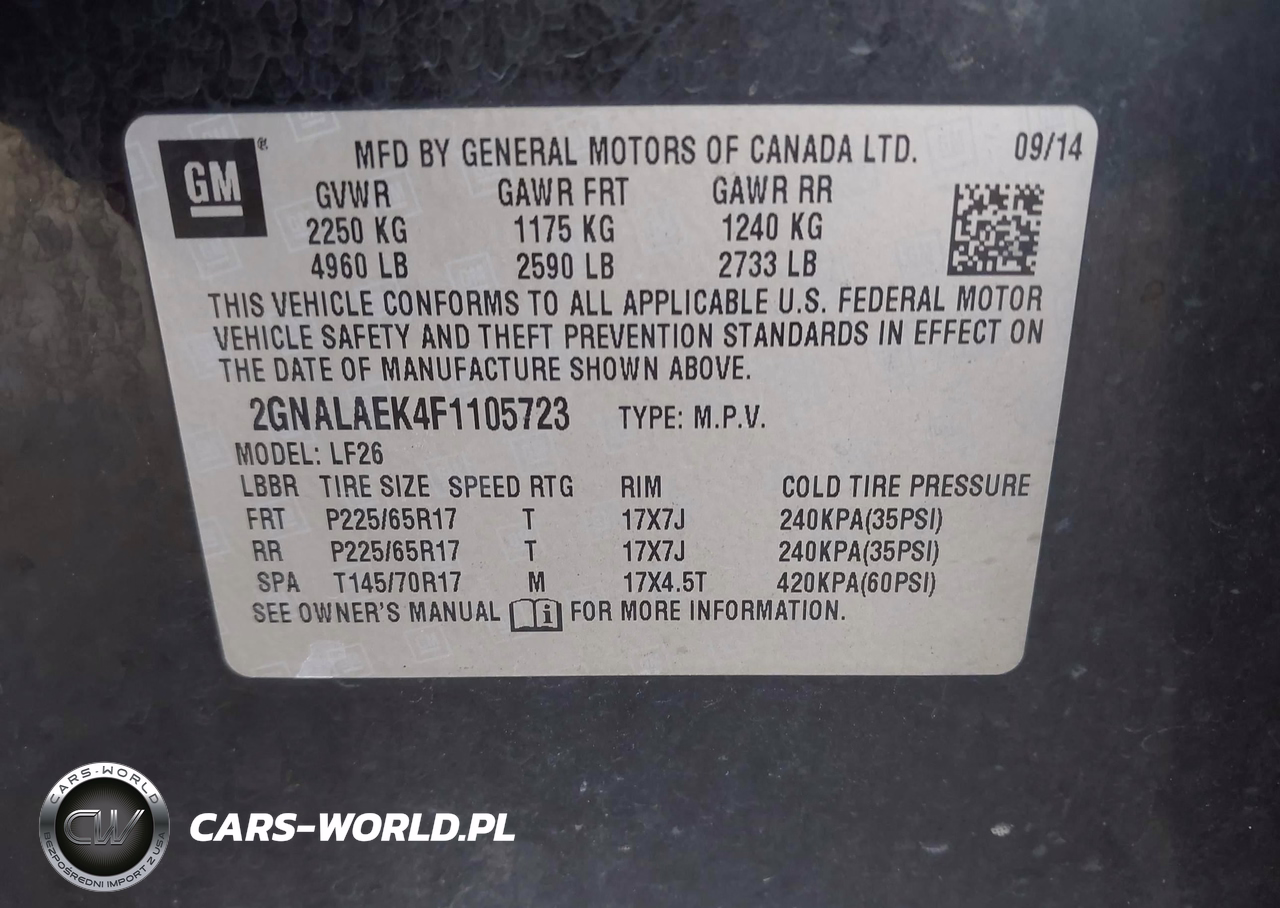 GM®
MFD BY GENERAL MOTORS OF CANADA LTD. 09/14
GVWR GAWR FRT GAWR RR
2250 KG 1175 KG 1240 KG
4960 LB 2590 LB 2733 LB
THIS VEHICLE CONFORMS TO ALL APPLICABLE U.S. FEDERAL MOTOR
VEHICLE SAFETY AND THEFT PREVENTION STANDARDS IN EFFECT ON
THE DATE OF MANUFACTURE SHOWN ABOVE.
2GNALAEK4F1105723 TYPE: M.P.V.
MODEL: LF26
LBBR TIRE SIZE SPEED RTG RIM COLD TIRE PRESSURE
FRT P225/65R17 T 17X7J 240KPA(35PSI)
RR P225/65R17 T 17X7J 240KPA(35PSI)
SPA T145/70R17 M 17X4.5T 420KPA(60PSI)
SEE OWNER'S MANUAL i FOR MORE INFORMATION.
CARS-WORLD
CW
BEZPOŚREDNI IMPORT Z USA
CARS-WORLD.PL